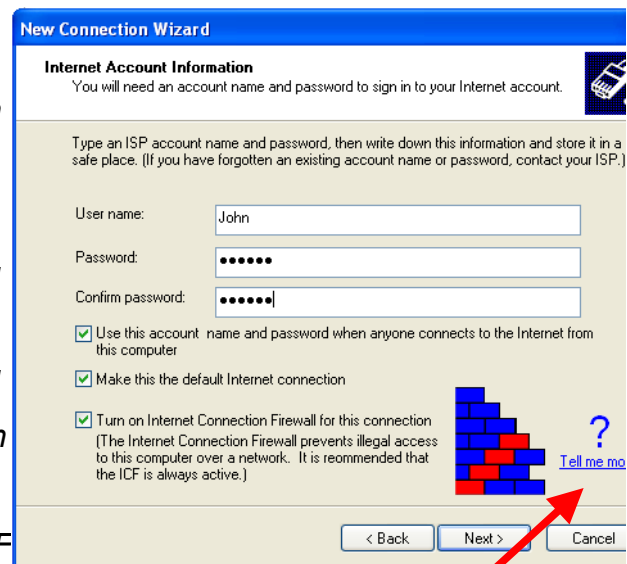 New Connection Wizard
Internet Account Information
You will need an account name and password to sign in to your Internet account.
Type an ISP account name and password, then write down this information and store it in a
safe place. (If you have forgotten an existing account name or password, contact your ISP.)
User name:
John
Password:
●●●●●●
Confirm password:
●●●●●●
Use this account name and password when anyone connects to the Internet from
this computer
Make this the default Internet connection
Turn on Internet Connection Firewall for this connection
(The Internet Connection Firewall prevents illegal access
to this computer over a network. It is reommended that
the ICF is always active.)
?
Tell me mo
< Back
Next >
Cancel